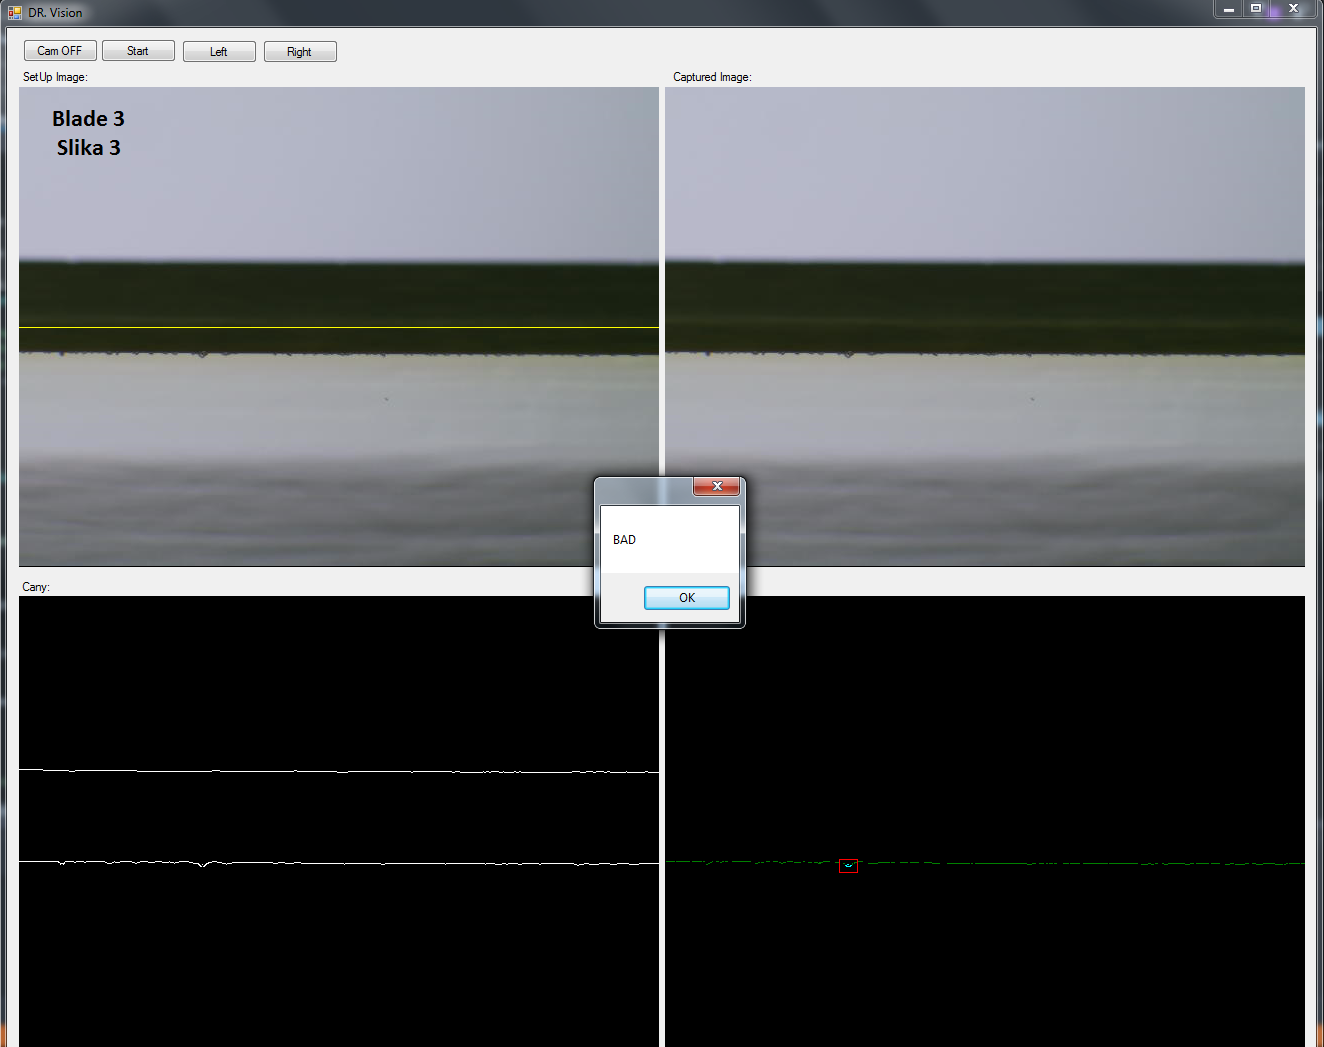 DR. Vision
Cam OFF Start Left Right
SetUp Image: Captured Image:
Blade 3
Slika 3
BAD
OK
Cany: